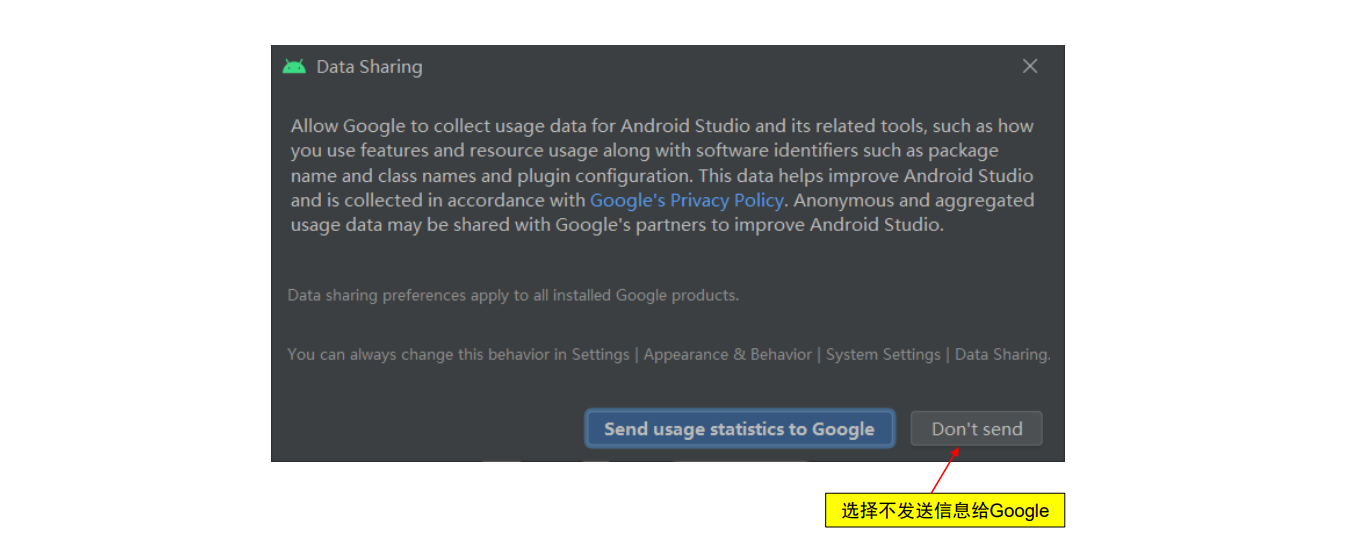 Data Sharing
Allow Google to collect usage data for Android Studio and its related tools, such as how
you use features and resource usage along with software identifiers such as package
name and class names and plugin configuration. This data helps improve Android Studio
and is collected in accordance with Google's Privacy Policy. Anonymous and aggregated
usage data may be shared with Google's partners to improve Android Studio.
Data sharing preferences apply to all installed Google products.
You can always change this behavior in Settings | Appearance & Behavior | System Settings | Data Sharing.
Send usage statistics to Google
Don't send
选择不发送信息给Google